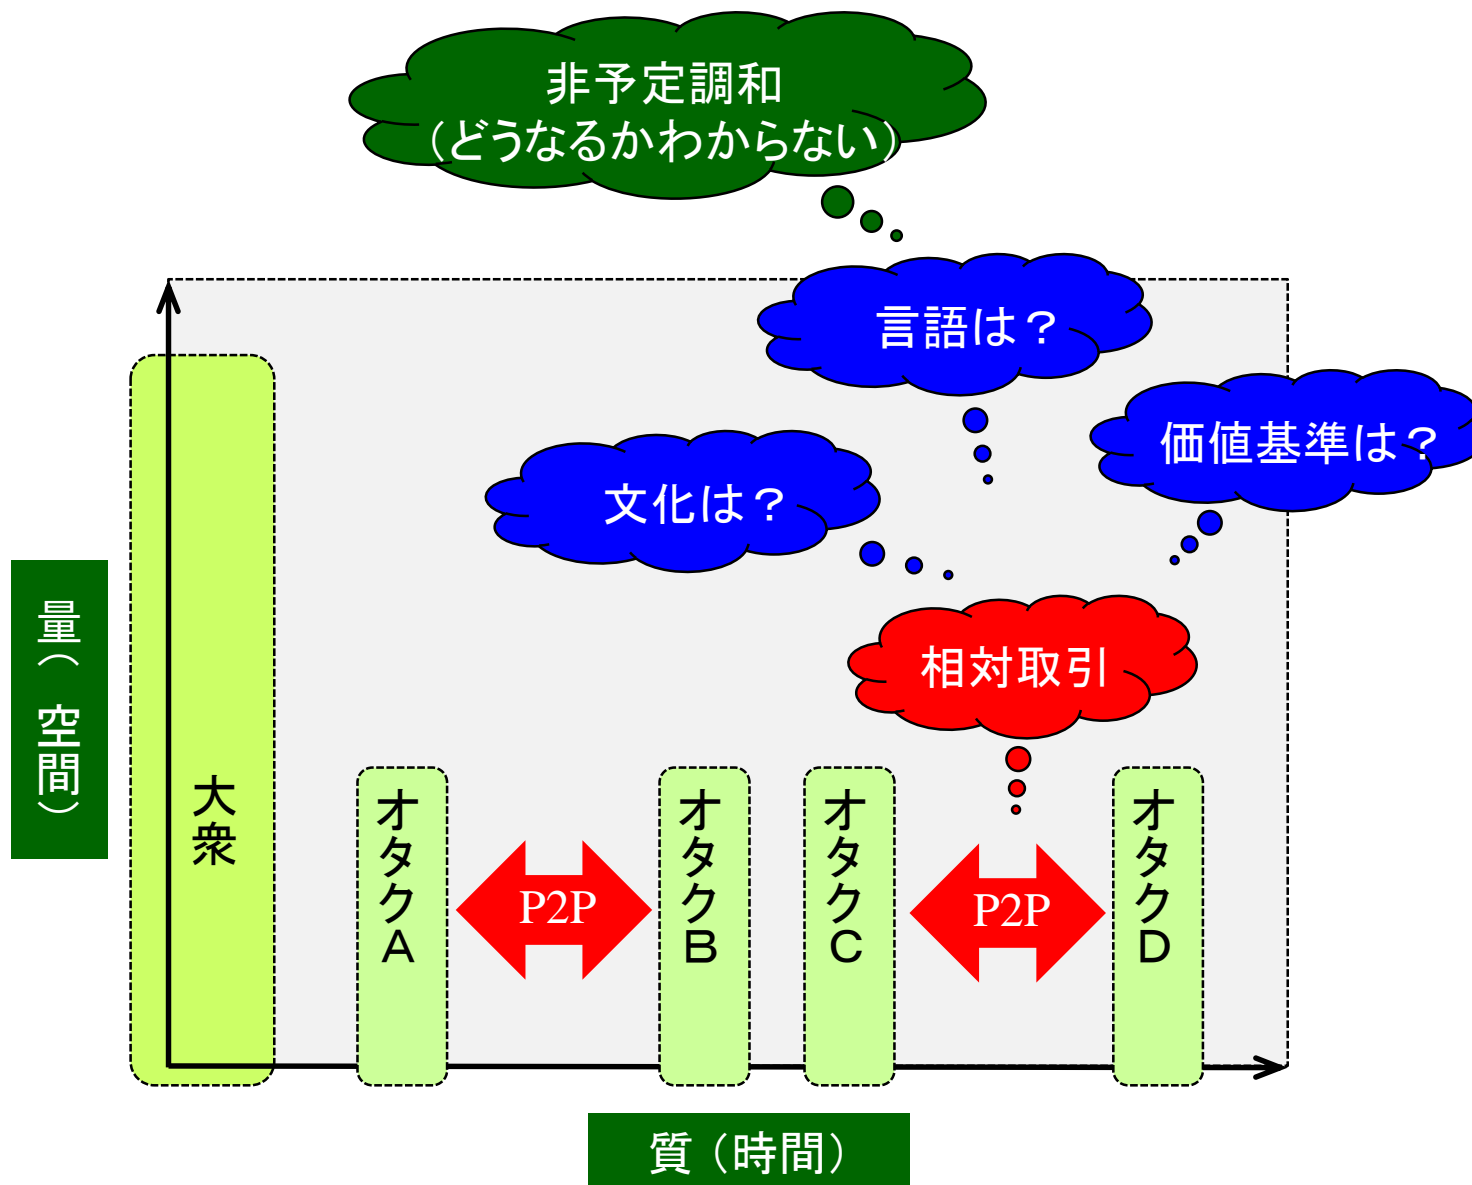 非予定調和
（どうなるかわからない）
言語は？
価値基準は？
文化は？
相対取引
量（空間）
大衆
オタクA
P2P
オタクB
オタクC
P2P
オタクD
質（時間）